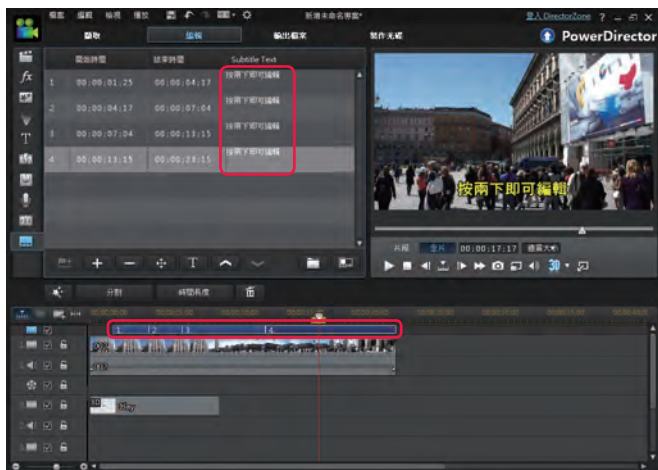 檔案 編輯 檢視 播放 新增未命名專案* 登入 DirectorZone ?
擷取 編輯 輸出檔案 製作光碟 PowerDirector
開始時間 結束時間 Subtitle Text
1 00:00:01:25 00:00:04:17 按兩下即可編輯
2 00:00:04:17 00:00:07:04 按兩下即可編輯
3 00:00:07:04 00:00:13:15 按兩下即可編輯
4 00:00:13:15 00:00:23:15 按兩下即可編輯
按兩下即可編輯
片段 全片 00:00:17:17
3D
分割 時間長度
1 2 3 4